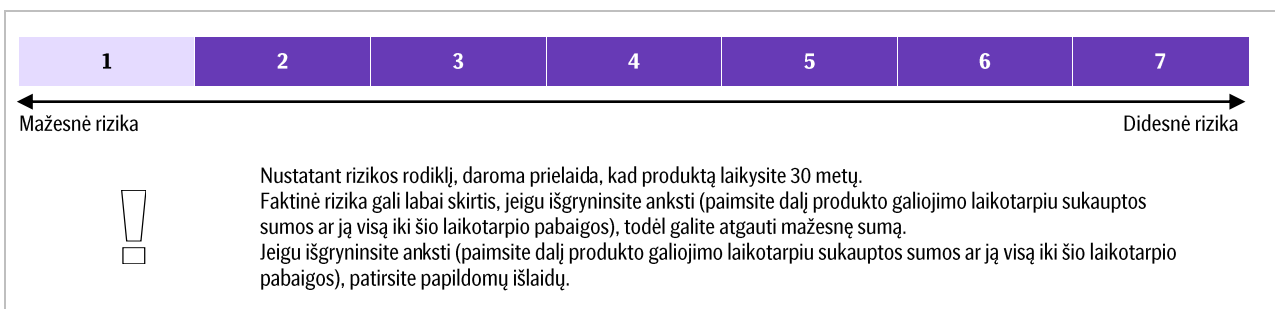 1 2 3 4 5 6 7
Mažesnė rizika Didesnė rizika
Nustatant rizikos rodiklį, daroma prielaida, kad produktą laikysite 30 metų.
Faktinė rizika gali labai skirtis, jeigu išgryninsite anksti (paimsite dalį produkto galiojimo laikotarpiu sukauptos
sumos ar ją visą iki šio laikotarpio pabaigos), todėl galite atgauti mažesnę sumą.
Jeigu išgryninsite anksti (paimsite dalį produkto galiojimo laikotarpiu sukauptos sumos ar ją visą iki šio laikotarpio
pabaigos), patirsite papildomų išlaidų.